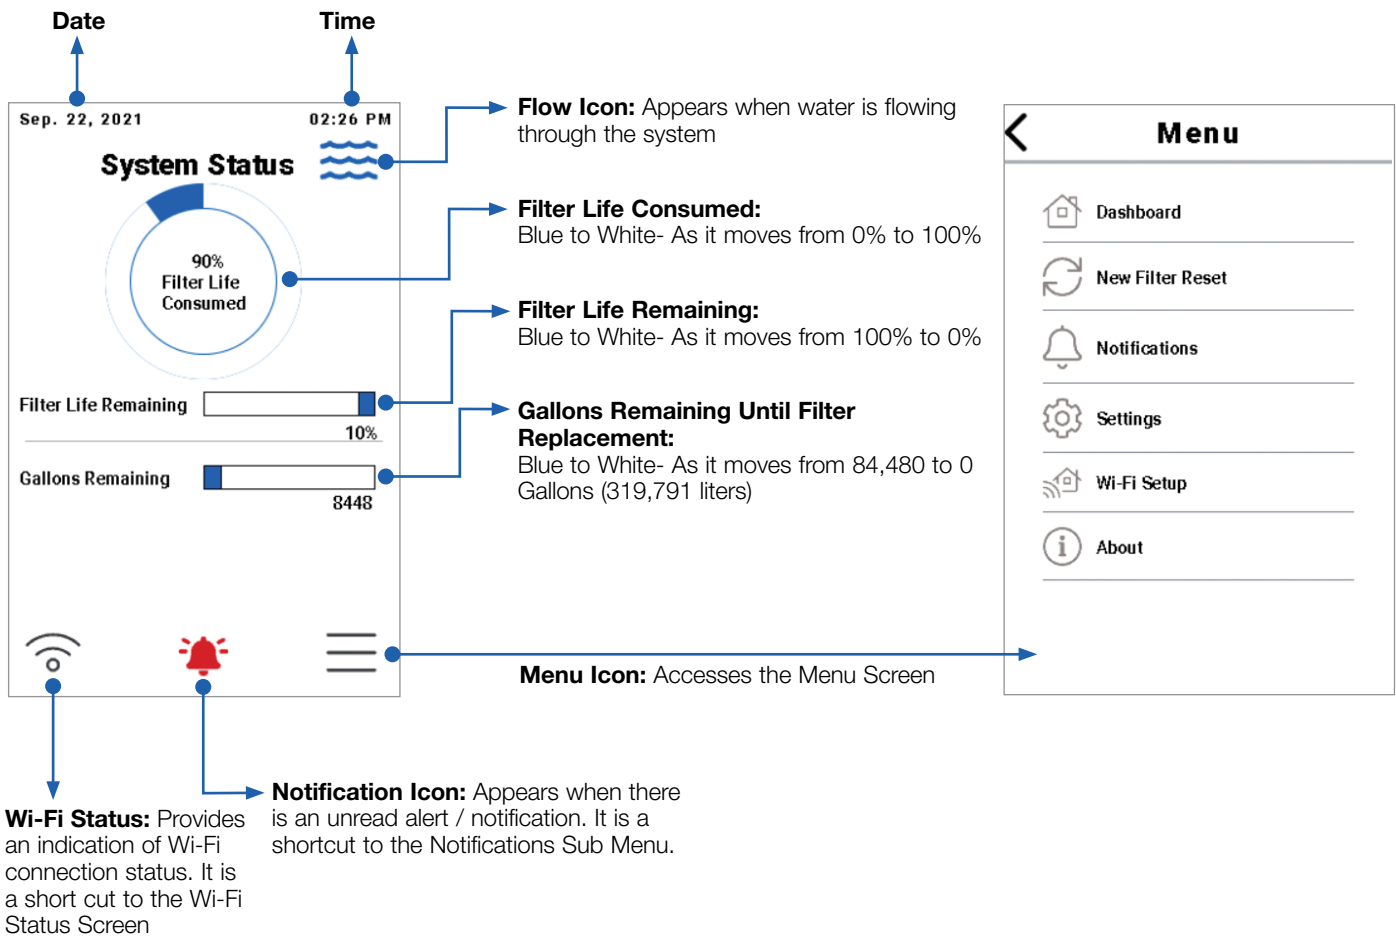 Date
Time
Sep. 22, 2021
02:26 PM
System Status
90%
Filter Life
Consumed
Filter Life Remaining
10%
Gallons Remaining
8448
Flow Icon: Appears when water is flowing
through the system
Filter Life Consumed:
Blue to White- As it moves from 0% to 100%
Filter Life Remaining:
Blue to White- As it moves from 100% to 0%
Gallons Remaining Until Filter
Replacement:
Blue to White- As it moves from 84,480 to 0
Gallons (319,791 liters)
Menu Icon: Accesses the Menu Screen
Menu
Dashboard
New Filter Reset
Notifications
Settings
Wi-Fi Setup
About
Wi-Fi Status: Provides
an indication of Wi-Fi
connection status. It is
a short cut to the Wi-Fi
Status Screen
Notification Icon: Appears when there
is an unread alert / notification. It is a
shortcut to the Notifications Sub Menu.